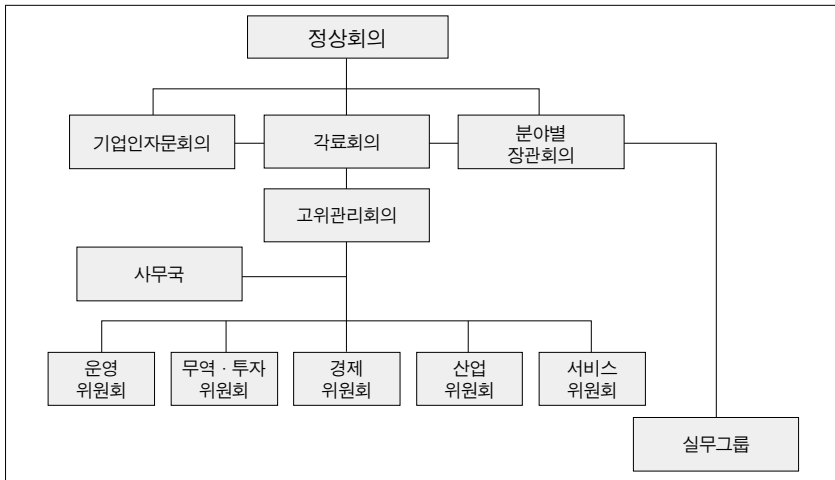 정상회의
기업인자문회의
각료회의
분야별
장관회의
고위관리회의
사무국
운영
위원회
무역 · 투자
위원회
경제
위원회
산업
위원회
서비스
위원회
실무그룹